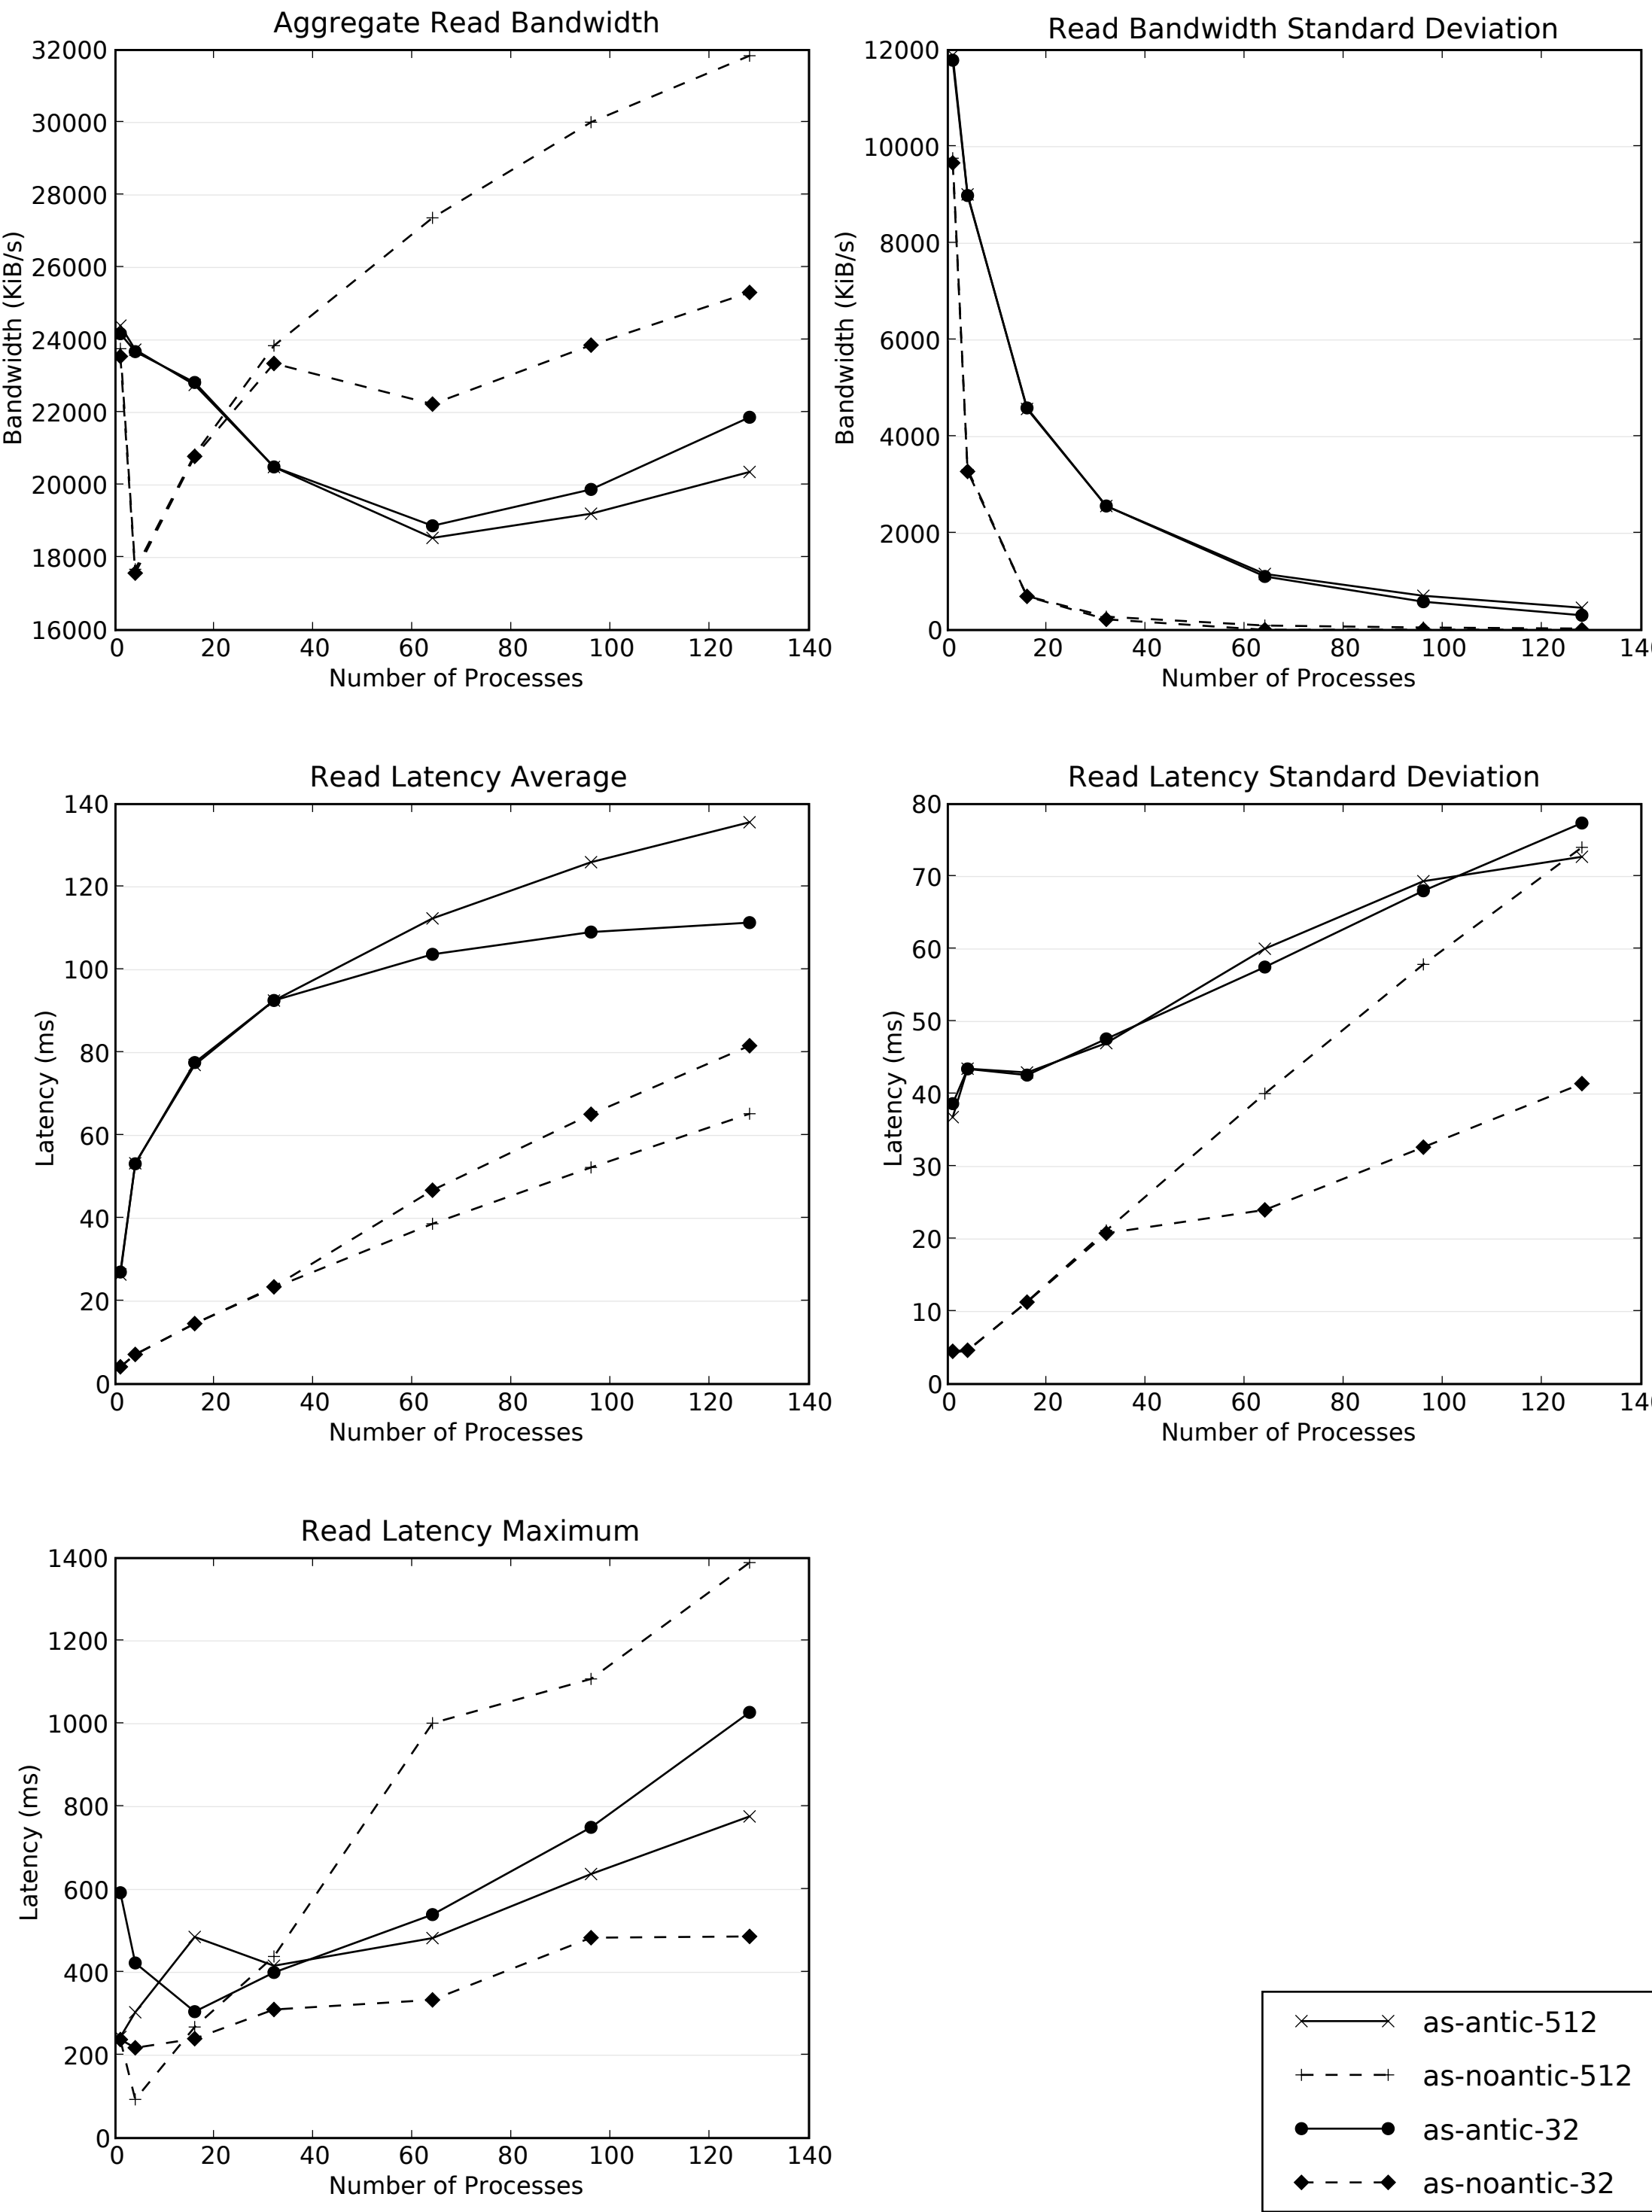 Aggregate Read Bandwidth
32000
30000
28000
26000
24000
22000
20000
18000
16000
Bandwidth (KiB/s)
0 20 40 60 80 100 120 140
Number of Processes
Read Bandwidth Standard Deviation
12000
10000
8000
6000
4000
2000
0
Bandwidth (KiB/s)
0 20 40 60 80 100 120 14
Number of Processes
Read Latency Average
140
120
100
80
60
40
20
0
Latency (ms)
0 20 40 60 80 100 120 140
Number of Processes
Read Latency Standard Deviation
80
70
60
50
40
30
20
10
0
Latency (ms)
0 20 40 60 80 100 120 14
Number of Processes
Read Latency Maximum
1400
1200
1000
800
600
400
200
0
Latency (ms)
0 20 40 60 80 100 120 140
Number of Processes
as-antic-512
as-noantic-512
as-antic-32
as-noantic-32